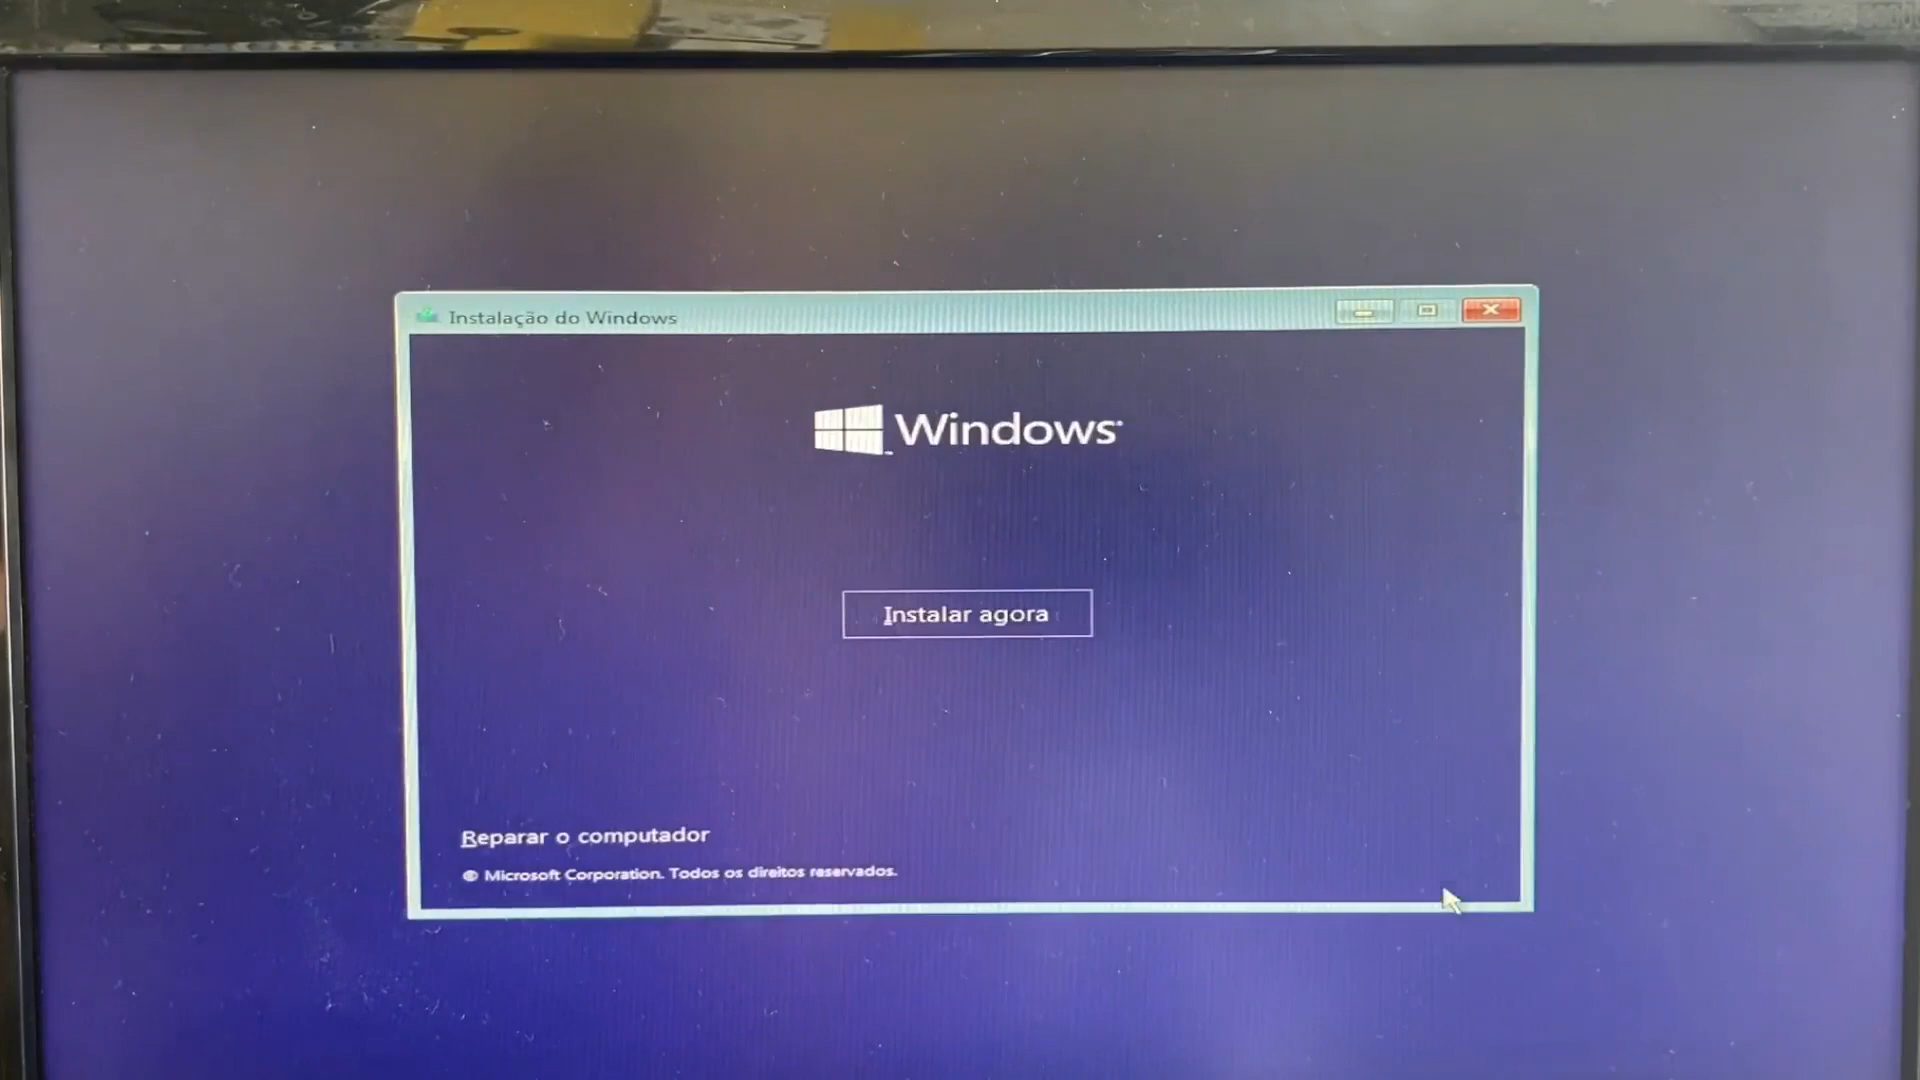 Instalação do Windows
Windows
Instalar agora
Reparar o computador
© Microsoft Corporation. Todos os direitos reservados.